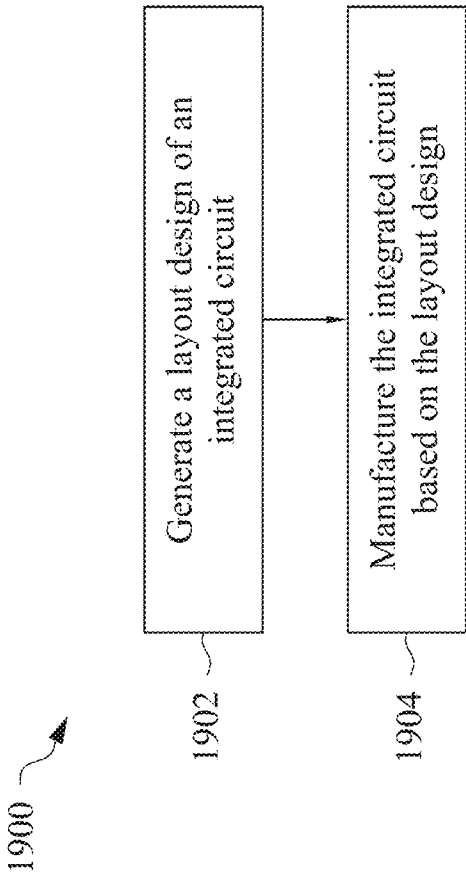 1900
1902
Generate a layout design of an
integrated circuit
1904
Manufacture the integrated circuit
based on the layout design